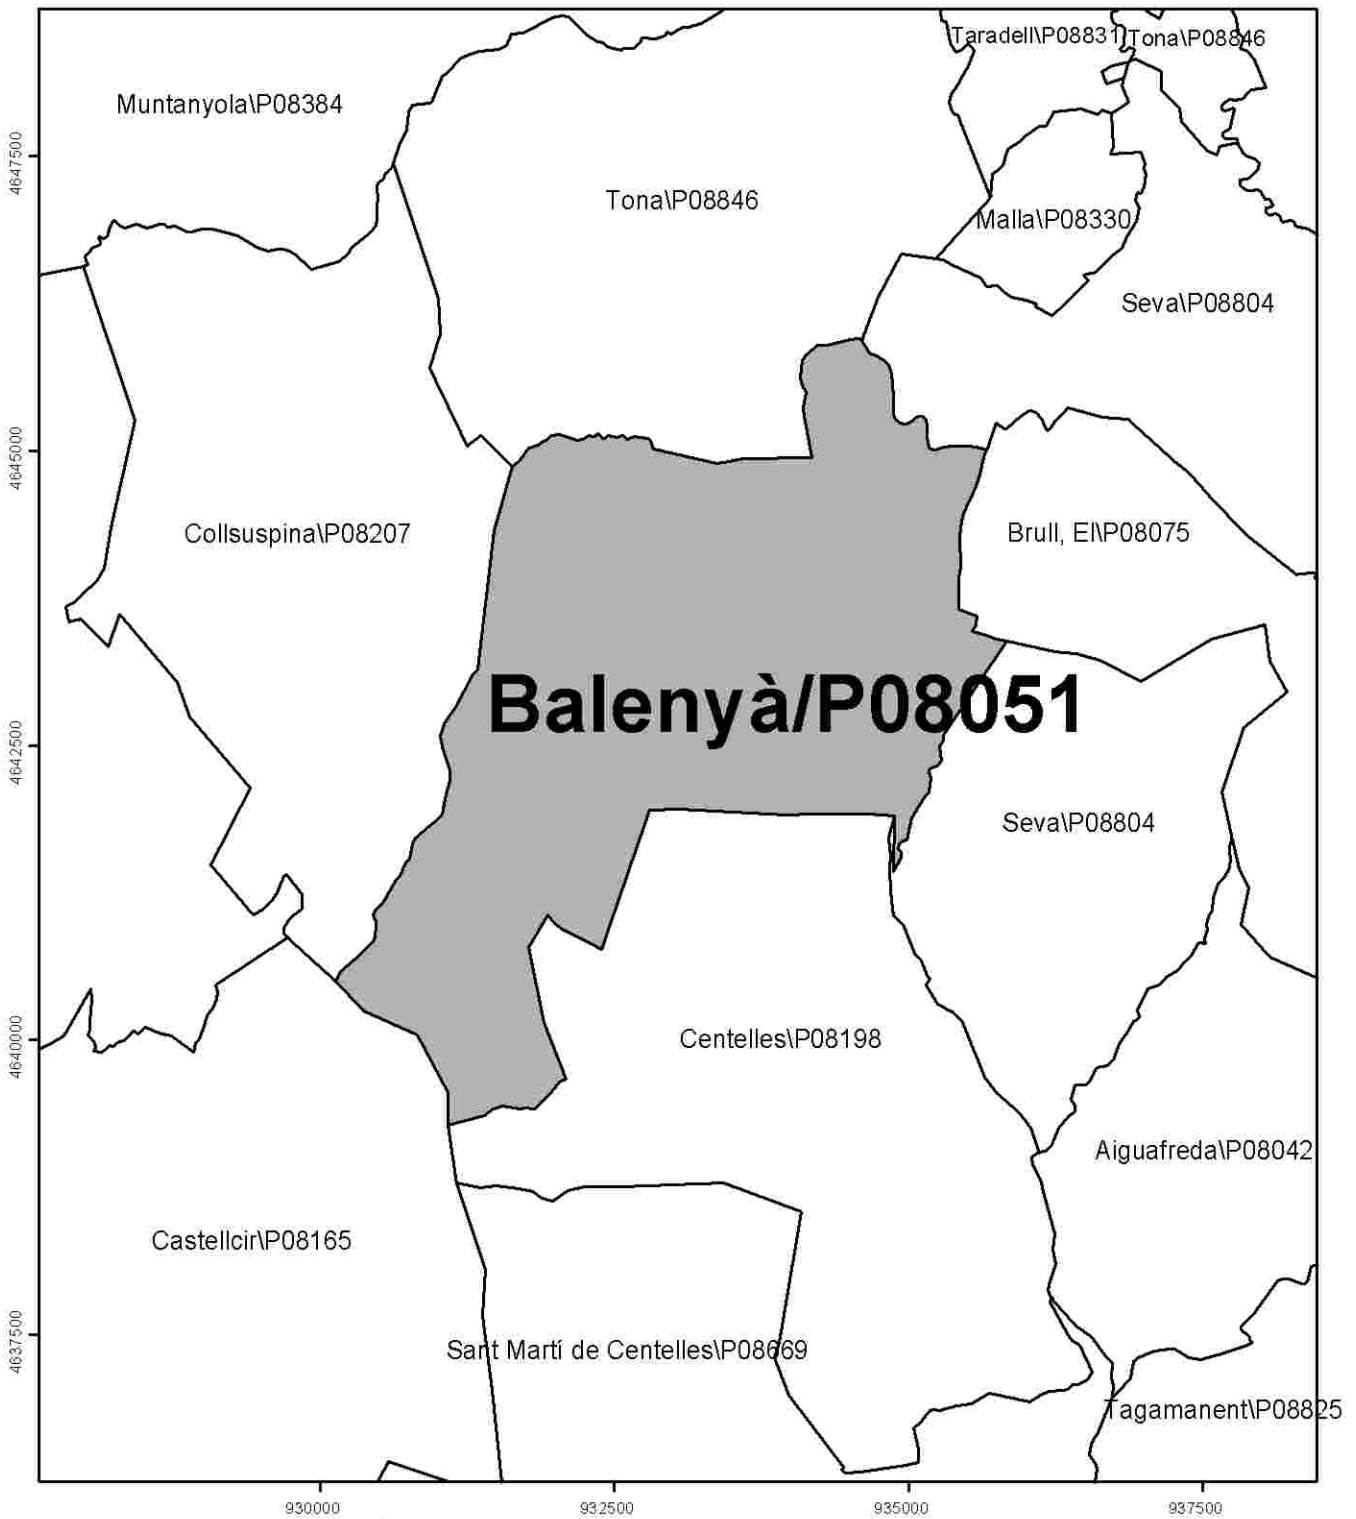 Taradell\P08831
Tona\P08846
Muntanyola\P08384
4647500
Tona\P08846
Malla\P08330
Seva\P08804
4645000
Collsuspina\P08207
Brull, El\P08075
Balenyà/P08051
4642500
Seva\P08804
4640000
Centelles\P08198
Aiguafreda\P08042
Castellcir\P08165
4637500
Sant Martí de Centelles\P08669
Tagamanent\P08825
930000
932500
935000
937500